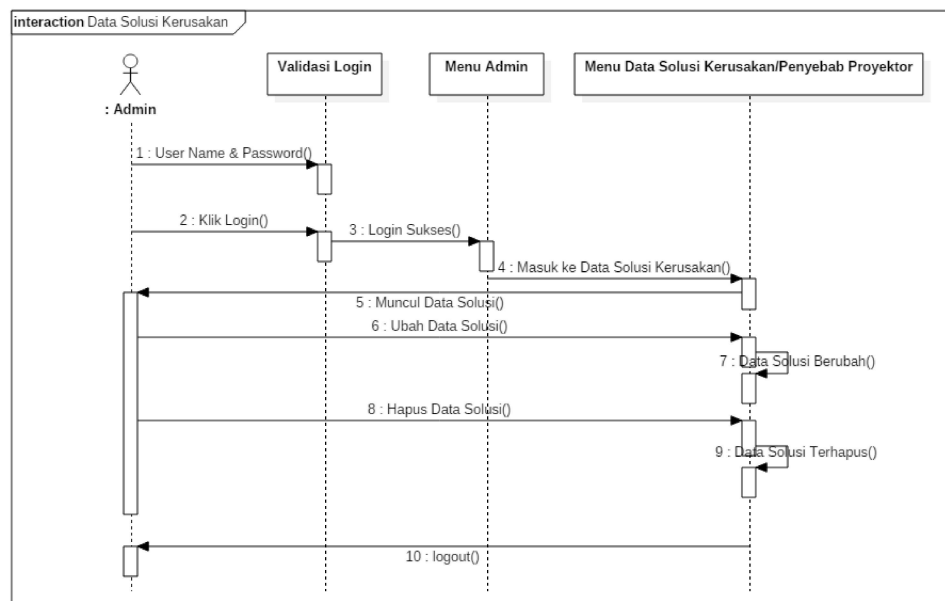 interaction Data Solusi Kerusakan
: Admin
Validasi Login
Menu Admin
Menu Data Solusi Kerusakan/Penyebab Proyektor
1 : User Name & Password()
2 : Klik Login()
3 : Login Sukses()
4 : Masuk ke Data Solusi Kerusakan()
5 : Muncul Data Solusi()
6 : Ubah Data Solusi()
7 : Data Solusi Berubah()
8 : Hapus Data Solusi()
9 : Data Solusi Terhapus()
10 : logout()